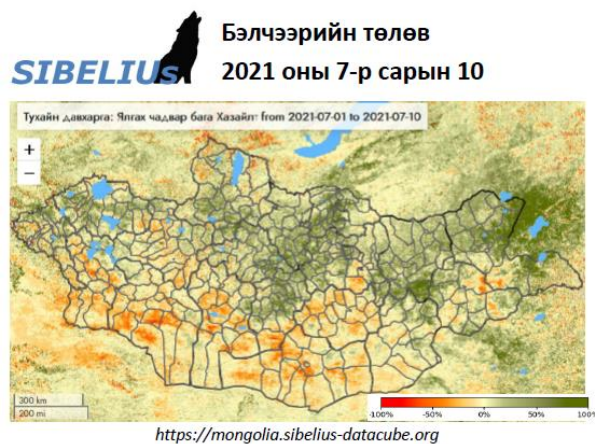 SIBELIUs
Бэлчээрийн төлөв
2021 оны 7-р сарын 10
Тухайн давхарга: Ялгах чадвар бага Хазайлт from 2021-07-01 to 2021-07-10
+
−
300 km
200 mi
-100% -50% 0% 50% 100%
https://mongolia.sibelius-datacube.org